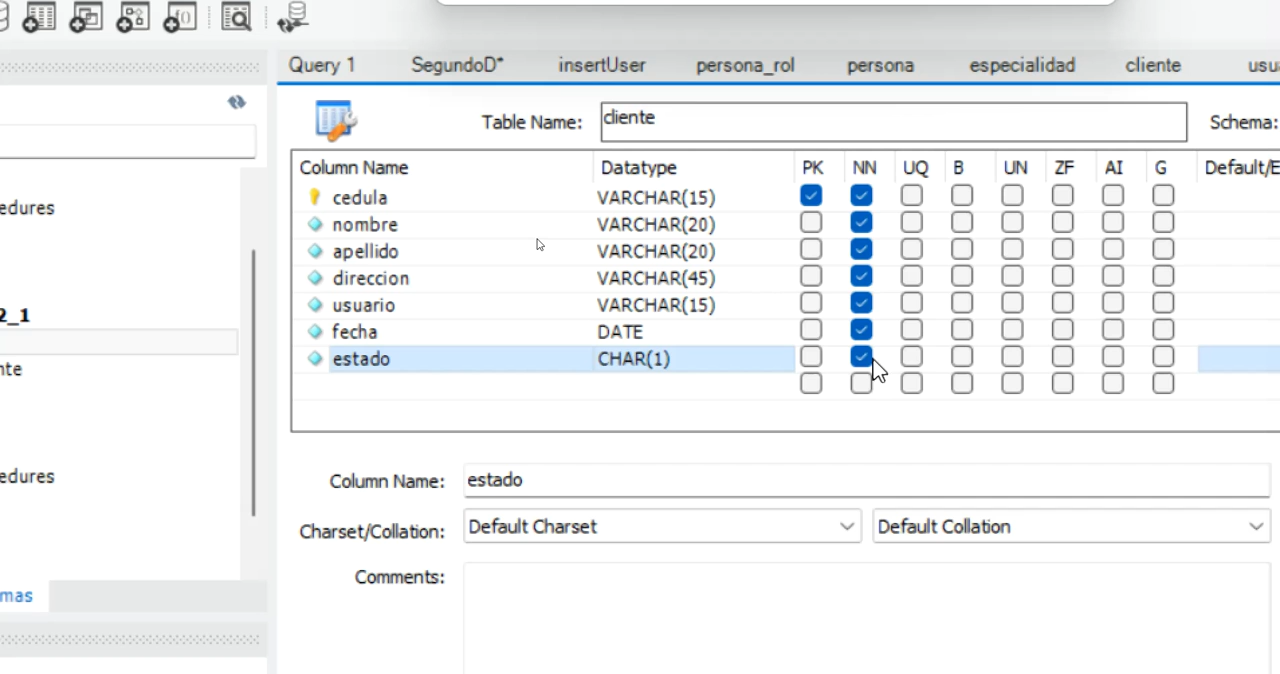 Query 1 SegundoD* insertUser persona_rol persona especialidad cliente usu
Table Name: cliente Schema:
Column Name Datatype PK NN UQ B UN ZF AI G Default/E
cedula VARCHAR(15)
edures
nombre VARCHAR(20)
apellido VARCHAR(20)
direccion VARCHAR(45)
usuario VARCHAR(15)
2_1
fecha DATE
estado CHAR(1)
nte
edures
Column Name: estado
Charset/Collation: Default Charset Default Collation
Comments:
mas